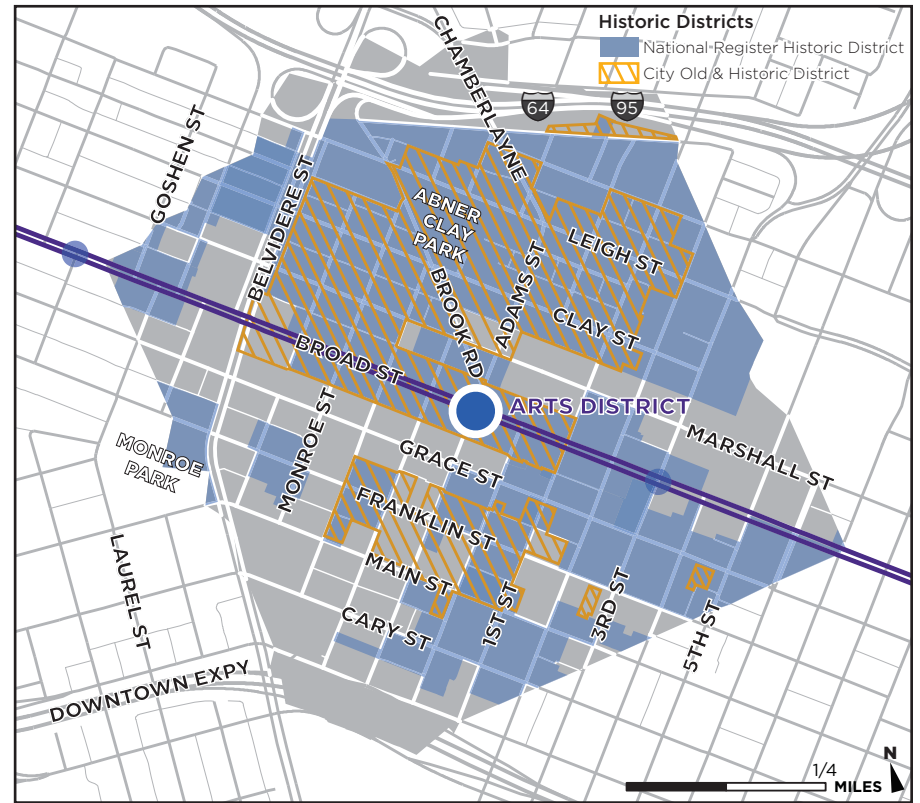 Historic Districts
National Register Historic District
City Old & Historic District
CHAMBERLAYNE
64
95
GOSHEN ST
BELVIDERE ST
ABNER
CLAY
PARK
LEIGH ST
ADAMS ST
BROOK RD
CLAY ST
BROAD ST
ARTS DISTRICT
MONROE ST
MONROE
PARK
GRACE ST
MARSHALL ST
FRANKLIN ST
MAIN ST
LAUREL ST
CARY ST
1ST ST
3RD ST
5TH ST
DOWNTOWN EXPY
1/4
MILES
N